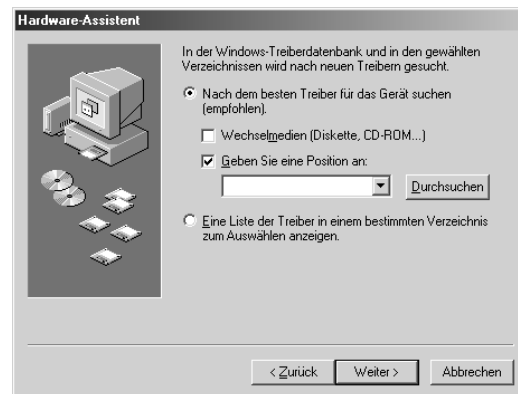 Hardware-Assistent
In der Windows-Treiberdatenbank und in den gewählten
Verzeichnissen wird nach neuen Treibern gesucht.
Nach dem besten Treiber für das Gerät suchen
(empfohlen).
Wechselmedien (Diskette, CD-ROM...)
Geben Sie eine Position an:
Durchsuchen
Eine Liste der Treiber in einem bestimmten Verzeichnis
zum Auswählen anzeigen.
< Zurück Weiter > Abbrechen